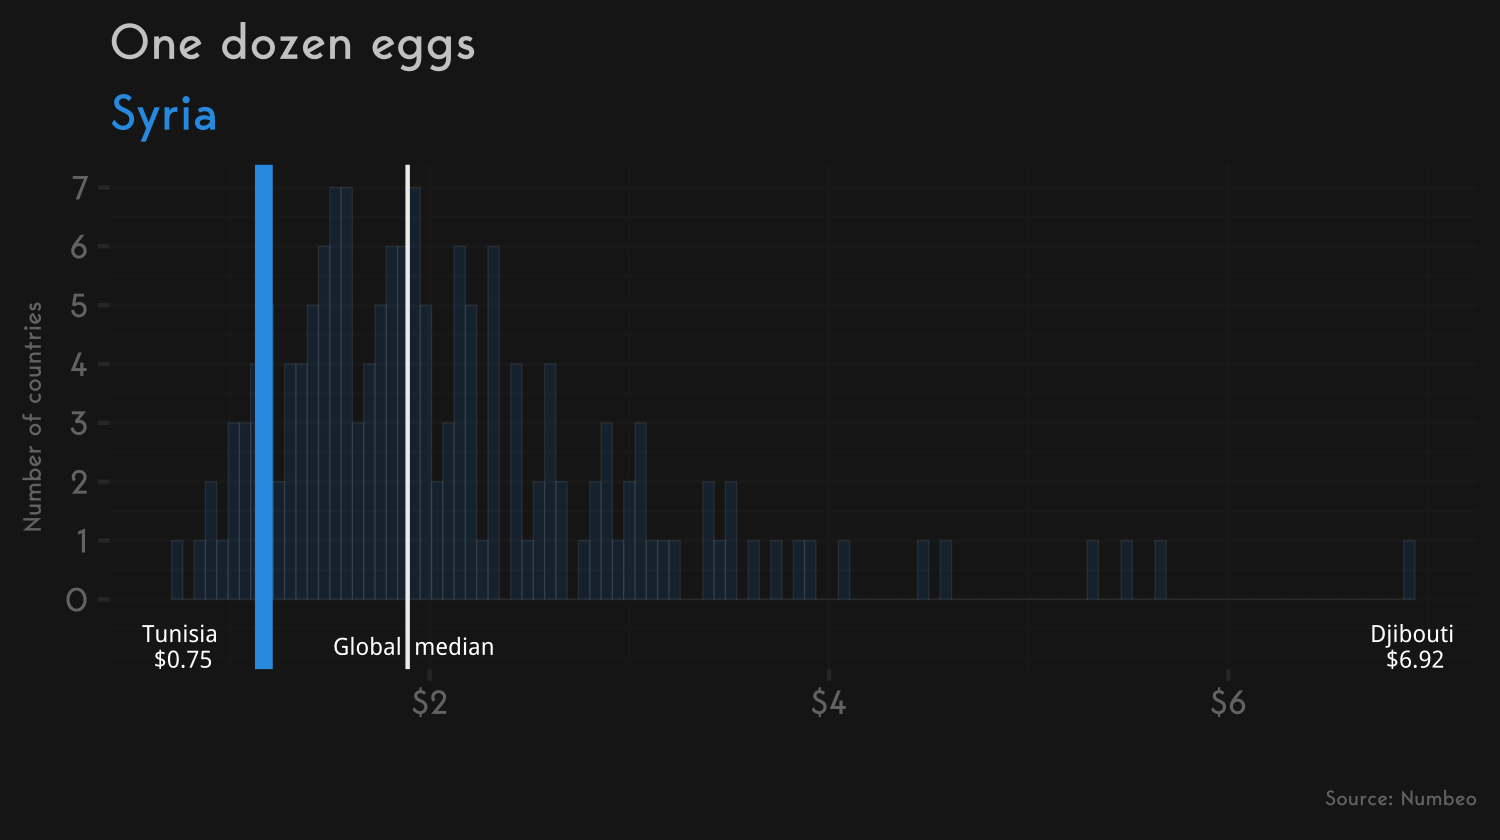 One dozen eggs
Syria
Number of countries
7
6
5
4
3
2
1
0
Tunisia
$0.75
Global median
Djibouti
$6.92
$2
$4
$6
Source: Numbeo